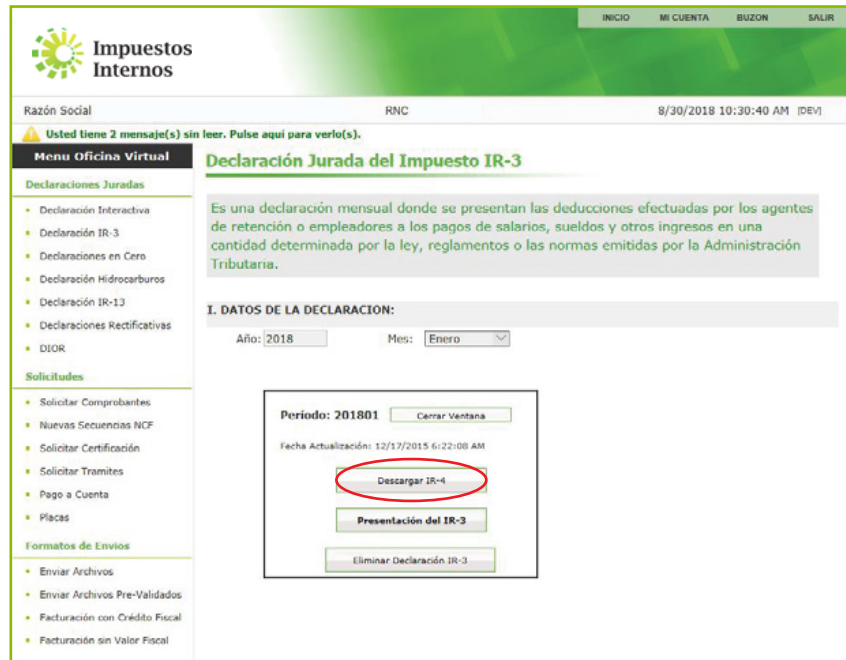 INICIO MI CUENTA BUZON SALIR
Impuestos
Internos
Razón Social RNC 8/30/2018 10:30:40 AM [DEV]
Usted tiene 2 mensaje(s) sin leer. Pulse aqui para verlo(s).
Menu Oficina Virtual
Declaraciones Juradas
Declaración Interactiva
Declaración IR-3
Declaraciones en Cero
Declaración Hidrocarburos
Declaración IR-13
Declaraciones Rectificativas
DIOR
Solicitudes
Solicitar Comprobantes
Nuevas Secuencias NCF
Solicitar Certificación
Solicitar Tramites
Pago a Cuenta
Placas
Formatos de Envios
Enviar Archivos
Enviar Archivos Pre-Validados
Facturación con Crédito Fiscal
Facturación sin Valor Fiscal
Declaración Jurada del Impuesto IR-3
Es una declaración mensual donde se presentan las deducciones efectuadas por los agentes
de retención o empleadores a los pagos de salarios, sueldos y otros ingresos en una
cantidad determinada por la ley, reglamentos o las normas emitidas por la Administración
Tributaria.
I. DATOS DE LA DECLARACION:
Año: 2018 Mes: Enero
Período: 201801 Cerrar Ventana
Fecha Actualización: 12/17/2015 6:22:08 AM
Descargar IR-4
Presentación del IR-3
Eliminar Declaración IR-3